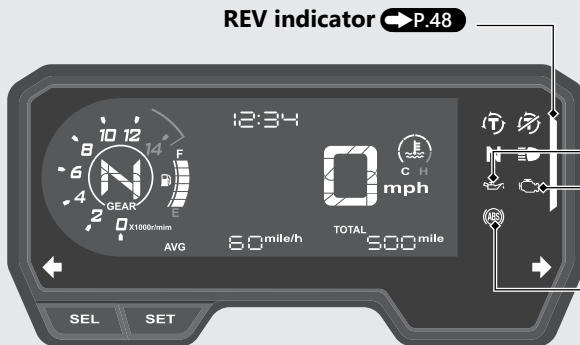 REV indicator P.48
12:34
10 12
8 14
6
4
2 0 X1000r/min
N
GEAR
F
E
0 mph
C H
AVG 60 mile/h
TOTAL 500 mile
T T
N
ABS
SEL SET